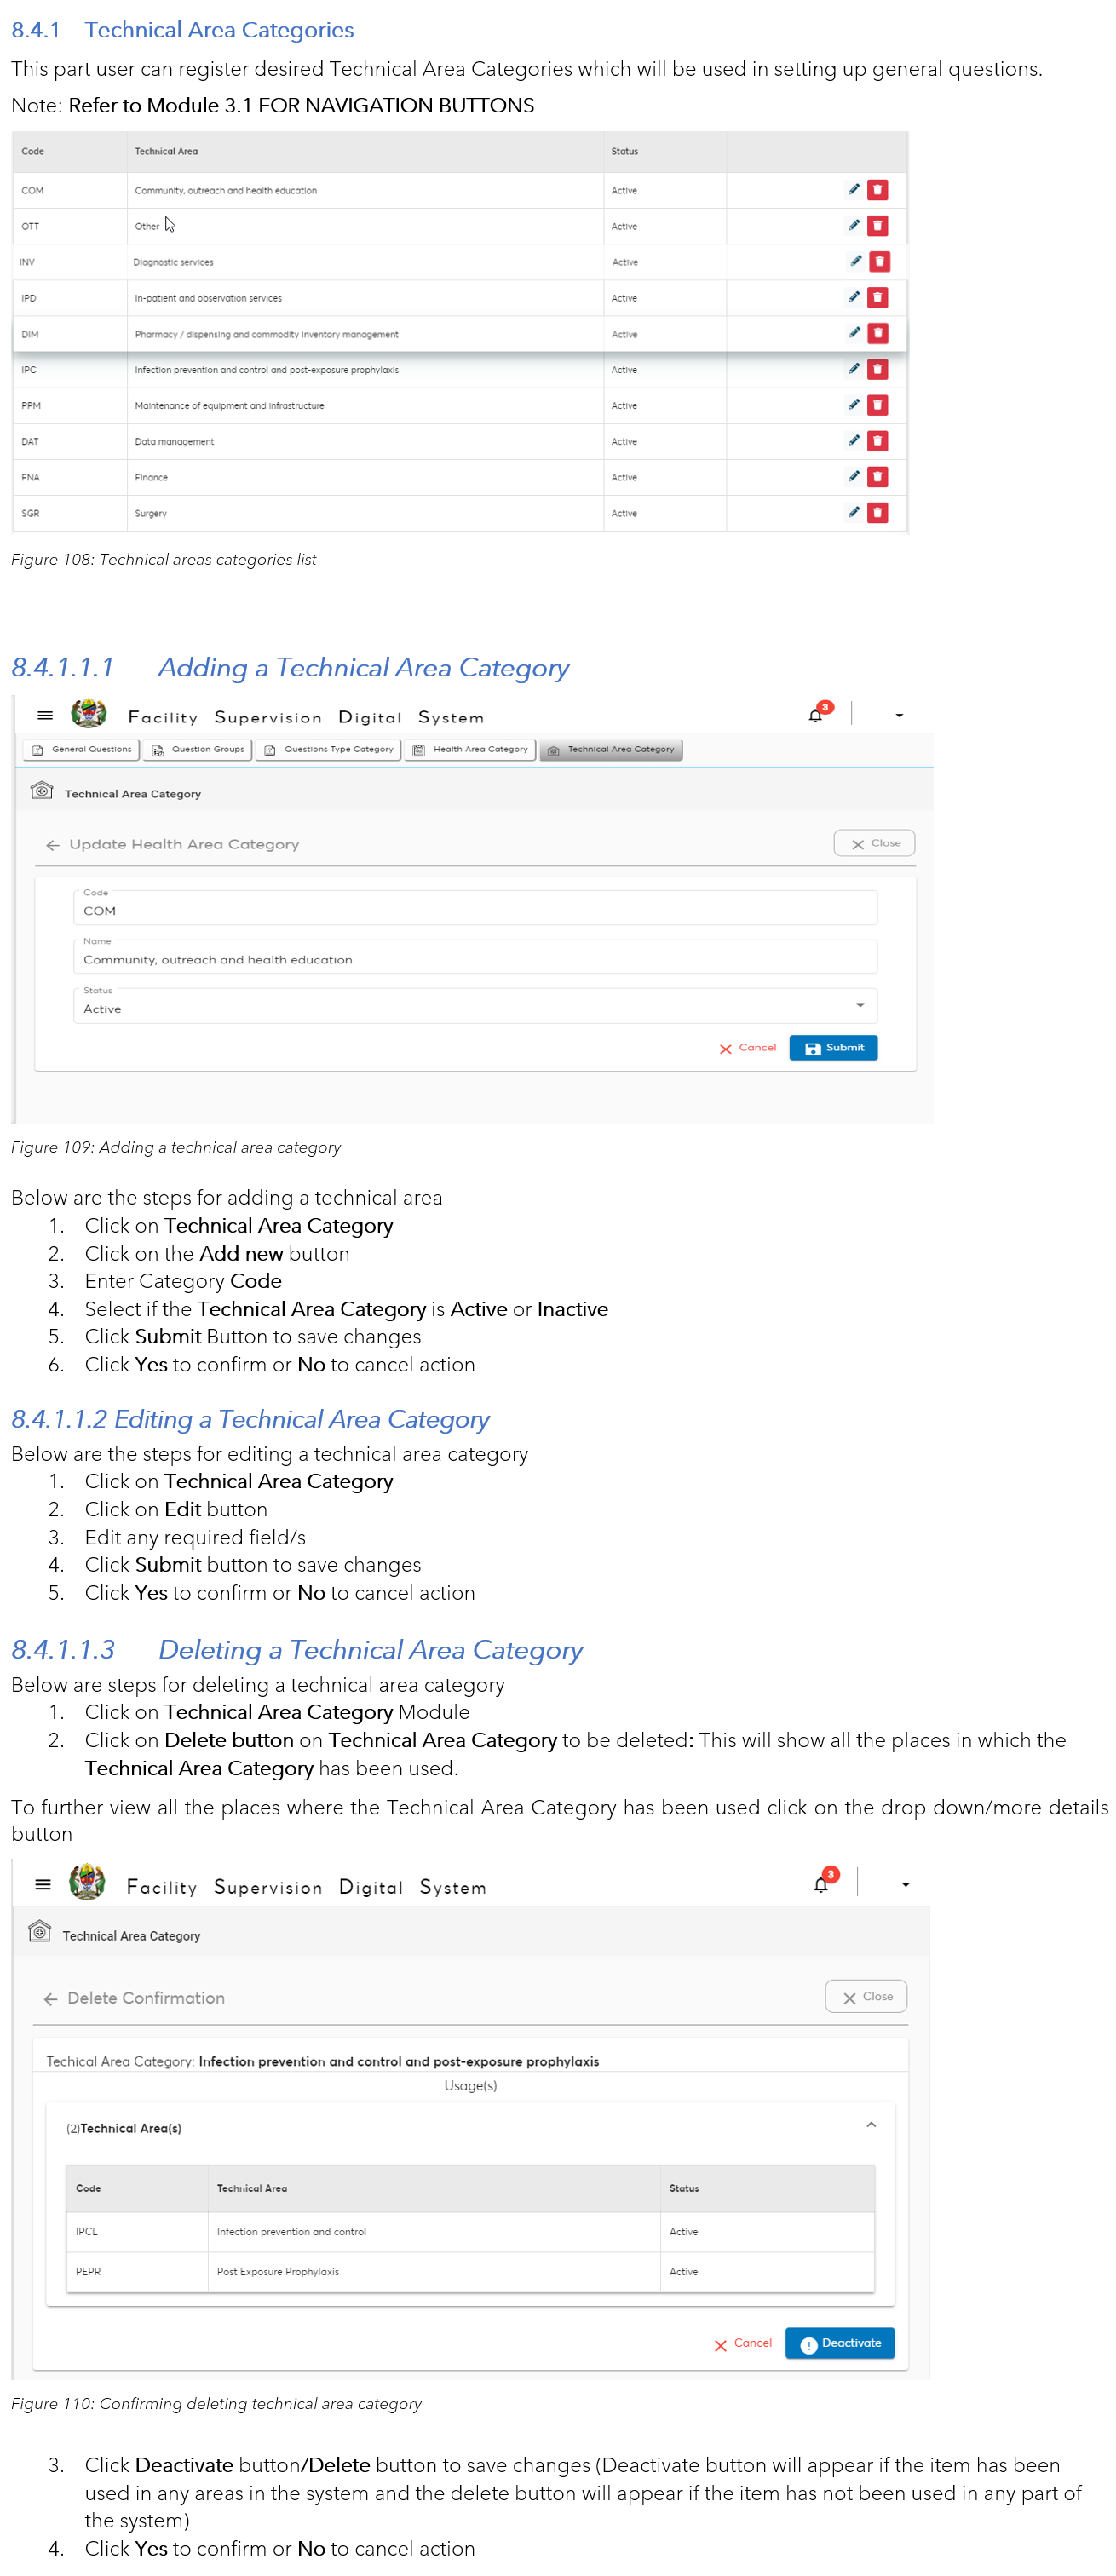 8.4.1 Technical Area Categories
This part user can register desired Technical Area Categories which will be used in setting up general questions.
Note: Refer to Module 3.1 FOR NAVIGATION BUTTONS
Code Technical Area Status
COM Community, outreach and health education Active
OTT Other Active
INV Diagnostic services Active
IPD In-patient and observation services Active
DIM Pharmacy / dispensing and commodity inventory management Active
IPC Infection prevention and control and post-exposure prophylaxis Active
PPM Maintenance of equipment and infrastructure Active
DAT Data management Active
FNA Finance Active
SGR Surgery Active
Figure 108: Technical areas categories list
8.4.1.1.1 Adding a Technical Area Category
Facility Supervision Digital System 3
General Questions Question Groups Questions Type Category Health Area Category Technical Area Category
Technical Area Category
Update Health Area Category Close
Code
COM
Name
Community, outreach and health education
Status
Active
Cancel Submit
Figure 109: Adding a technical area category
Below are the steps for adding a technical area
1. Click on Technical Area Category
2. Click on the Add new button
3. Enter Category Code
4. Select if the Technical Area Category is Active or Inactive
5. Click Submit Button to save changes
6. Click Yes to confirm or No to cancel action
8.4.1.1.2 Editing a Technical Area Category
Below are the steps for editing a technical area category
1. Click on Technical Area Category
2. Click on Edit button
3. Edit any required field/s
4. Click Submit button to save changes
5. Click Yes to confirm or No to cancel action
8.4.1.1.3 Deleting a Technical Area Category
Below are steps for deleting a technical area category
1. Click on Technical Area Category Module
2. Click on Delete button on Technical Area Category to be deleted: This will show all the places in which the
Technical Area Category has been used.
To further view all the places where the Technical Area Category has been used click on the drop down/more details
button
Facility Supervision Digital System 3
Technical Area Category
Delete Confirmation Close
Techical Area Category: Infection prevention and control and post-exposure prophylaxis
Usage(s)
(2)Technical Area(s)
Code Technical Area Status
IPCL Infection prevention and control Active
PEPR Post Exposure Prophylaxis Active
Cancel Deactivate
Figure 110: Confirming deleting technical area category
3. Click Deactivate button/Delete button to save changes (Deactivate button will appear if the item has been
used in any areas in the system and the delete button will appear if the item has not been used in any part of
the system)
4. Click Yes to confirm or No to cancel action